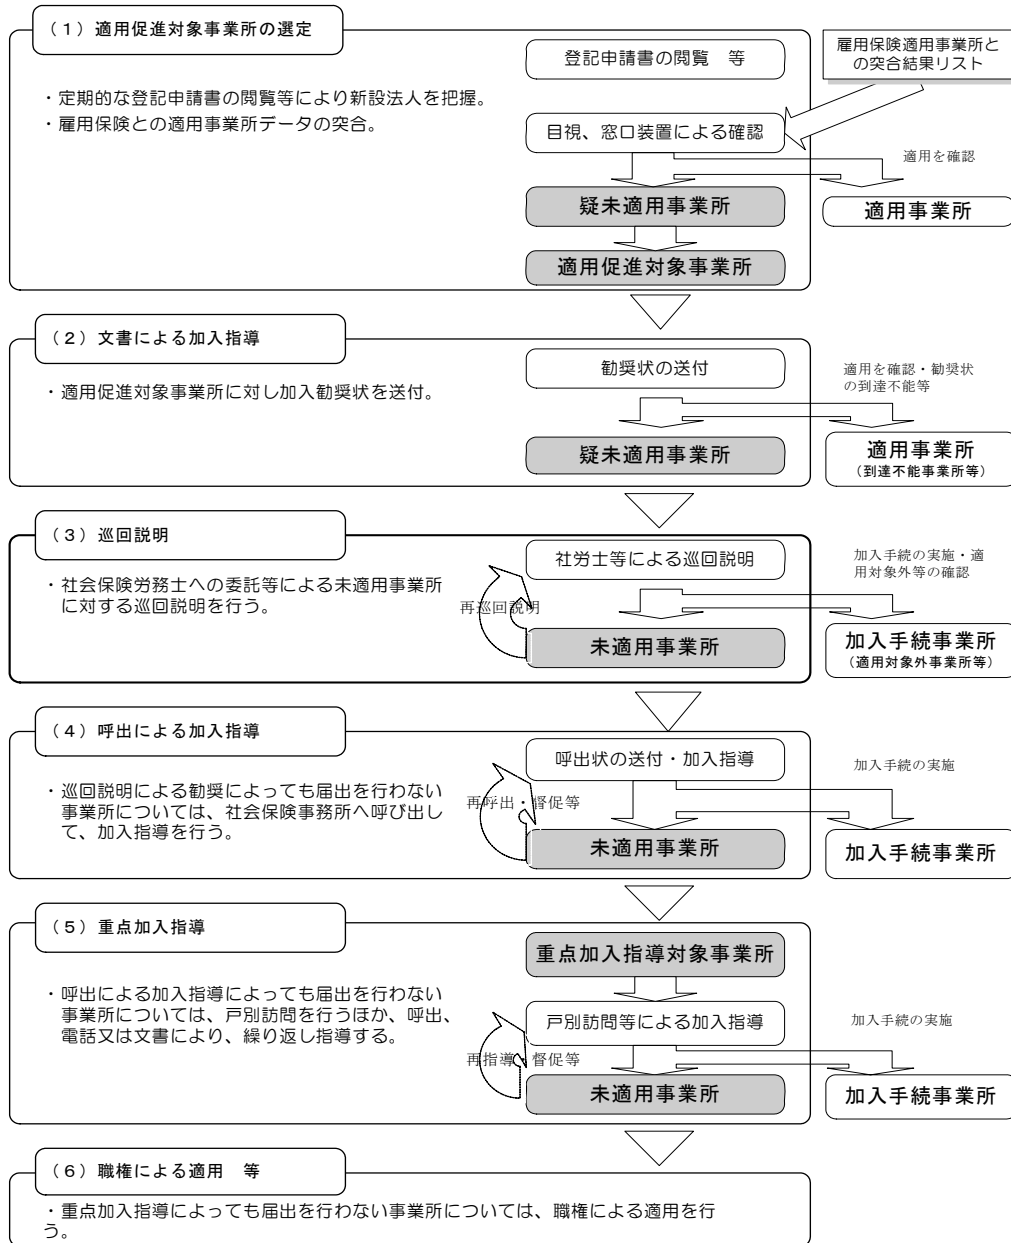 (1)適用促進対象事業所の選定
・定期的な登記申請書の閲覧等により新設法人を把握。
・雇用保険との適用事業所データの突合。
登記申請書の閲覧 等
雇用保険適用事業所と
の突合結果リスト
目視、窓口装置による確認
適用を確認
疑未適用事業所
適用事業所
適用促進対象事業所
(2)文書による加入指導
・適用促進対象事業所に対し加入勧奨状を送付。
勧奨状の送付
適用を確認・勧奨状
の到達不能等
疑未適用事業所
適用事業所
(到達不能事業所等)
(3)巡回説明
・社会保険労務士への委託等による未適用事業所
に対する巡回説明を行う。
社労士等による巡回説明
加入手続の実施・適
用対象外等の確認
再巡回説明
未適用事業所
加入手続事業所
(適用対象外事業所等)
(4)呼出による加入指導
・巡回説明による勧奨によっても届出を行わない
事業所については、社会保険事務所へ呼び出し
て、加入指導を行う。
呼出状の送付・加入指導
加入手続の実施
再呼出・督促等
未適用事業所
加入手続事業所
(5)重点加入指導
・呼出による加入指導によっても届出を行わない
事業所については、戸別訪問を行うほか、呼出、
電話又は文書により、繰り返し指導する。
重点加入指導対象事業所
戸別訪問等による加入指導
加入手続の実施
再指導・督促等
未適用事業所
加入手続事業所
(6)職権による適用 等
・重点加入指導によっても届出を行わない事業所については、職権による適用を行
う。